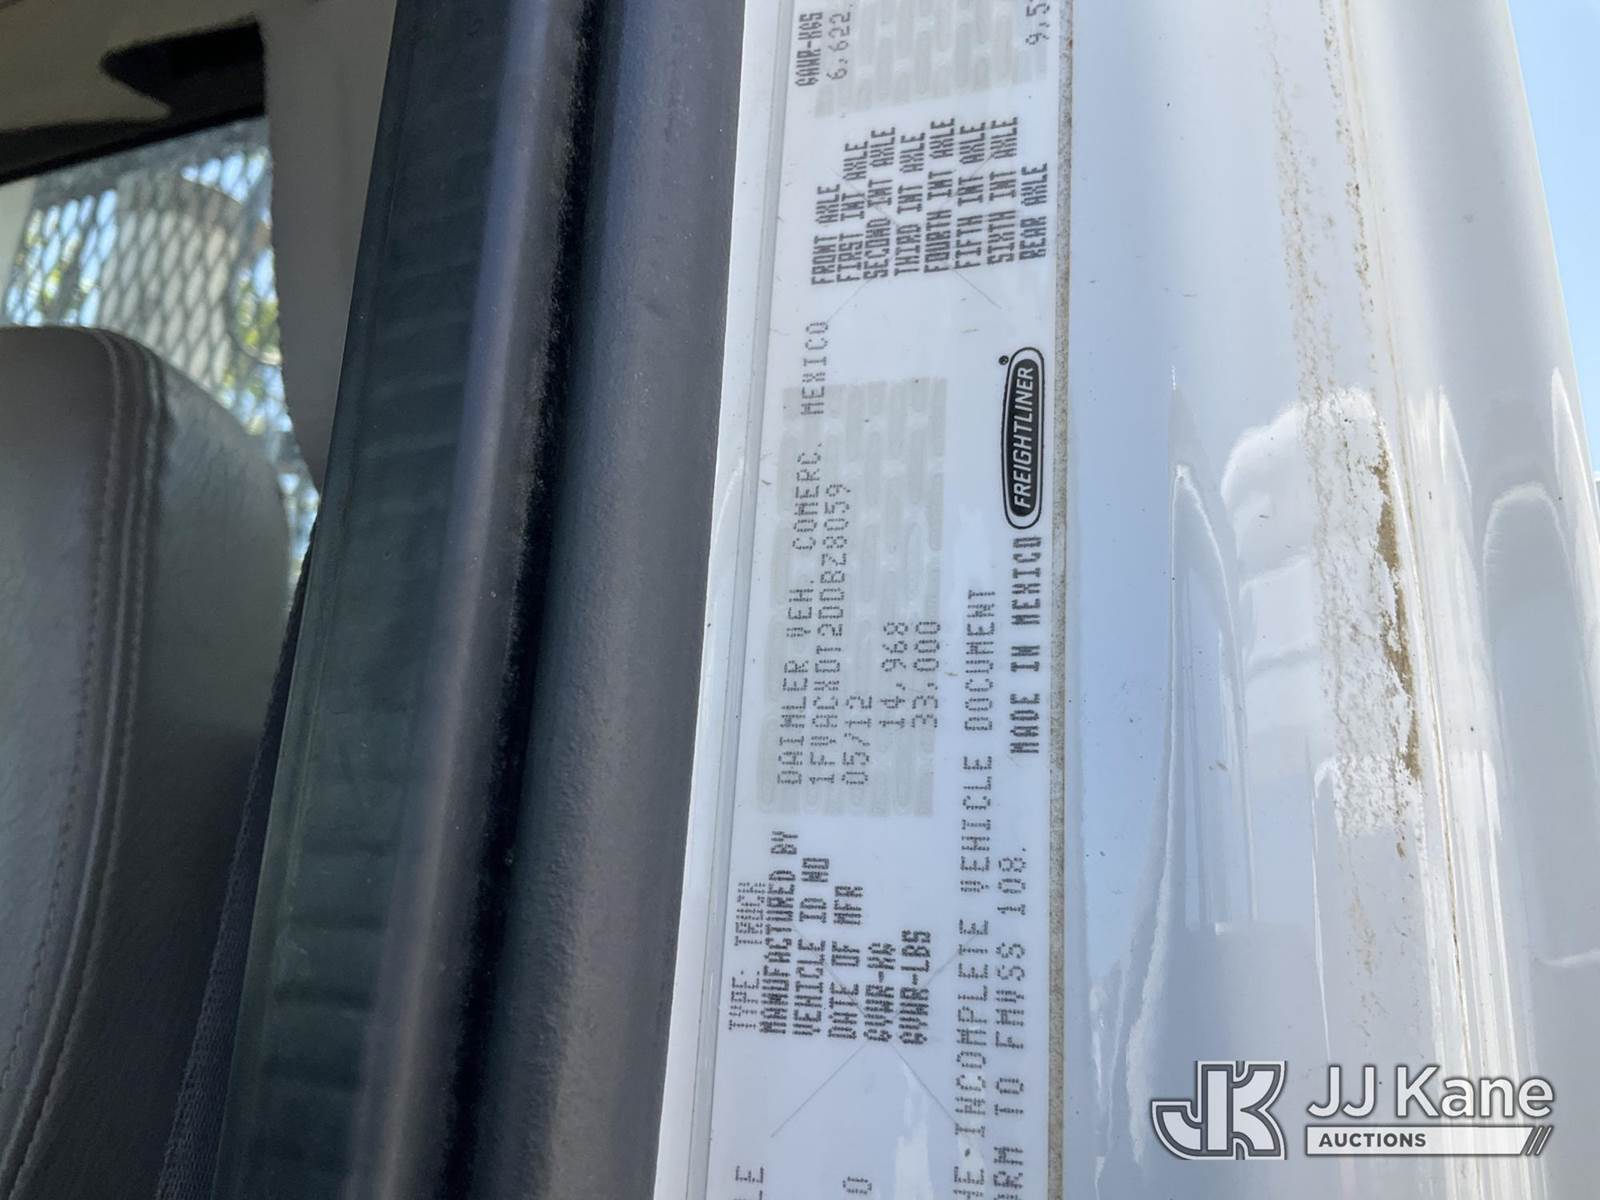 TYPE: TRUCK
MANUFACTURED BY DAIMLER VEH. COMERC. MEXICO
VEHICLE ID NO 1FVACXDT2DDBZ8059
DATE OF MFR 05/12
GVWR-KG 14,968
GVWR-LBS 33,000
INCOMPLETE VEHICLE DOCUMENT
TO FMVSS 108.
MADE IN MEXICO
FREIGHTLINER®
GAWR-KGS
FRONT AXLE 6,622
FIRST INT AXLE
SECOND INT AXLE
THIRD INT AXLE
FOURTH INT AXLE
FIFTH INT AXLE
SIXTH INT AXLE
REAR AXLE
JK JJ Kane
AUCTIONS